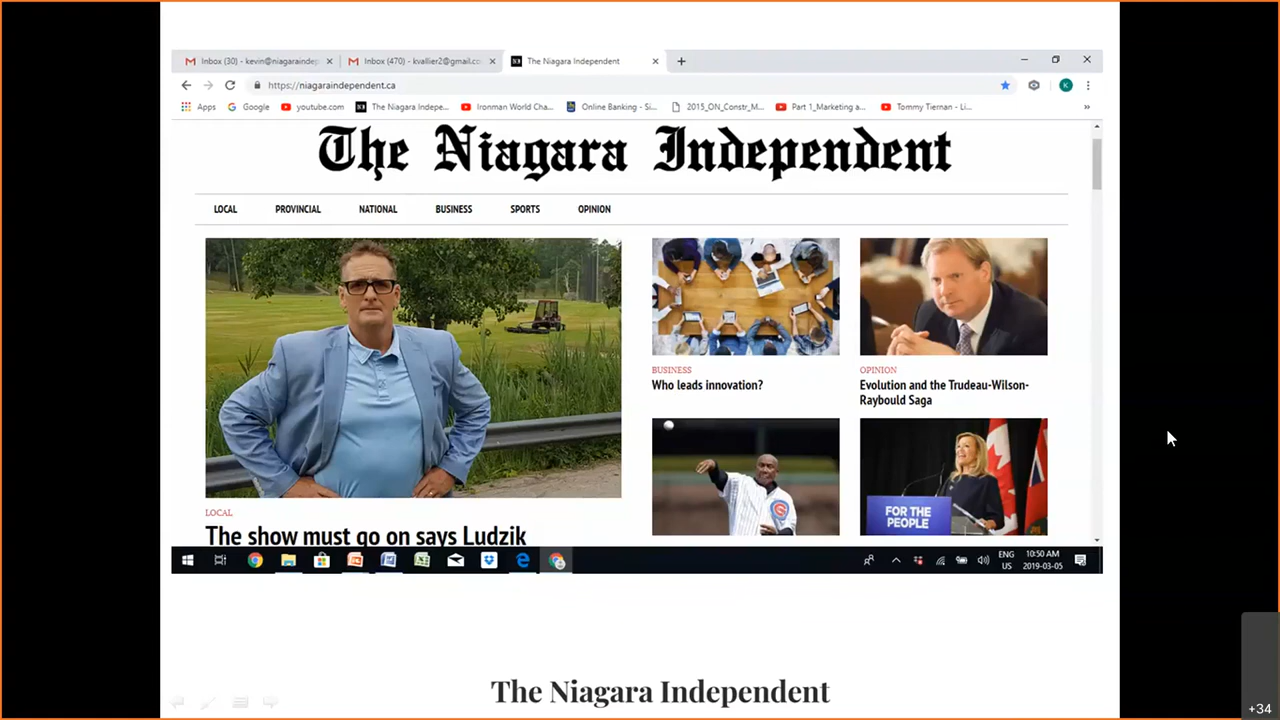 Inbox (30) - kevin@niagaraindep
Inbox (470) - kvallier2@gmail.co
The Niagara Independent
https://niagaraindependent.ca
K
Apps
Google
youtube.com
The Niagara Indepe...
Ironman World Cha...
Online Banking - Si...
2015_ON_Constr_M...
Part 1_Marketing a...
Tommy Tiernan - Li...
»
The Niagara Independent
LOCAL
PROVINCIAL
NATIONAL
BUSINESS
SPORTS
OPINION
LOCAL
The show must go on says Ludzik
BUSINESS
Who leads innovation?
OPINION
Evolution and the Trudeau-Wilson-
Raybould Saga
FOR THE
PEOPLE
ENG
US
10:50 AM
2019-03-05
The Niagara Independent
+34